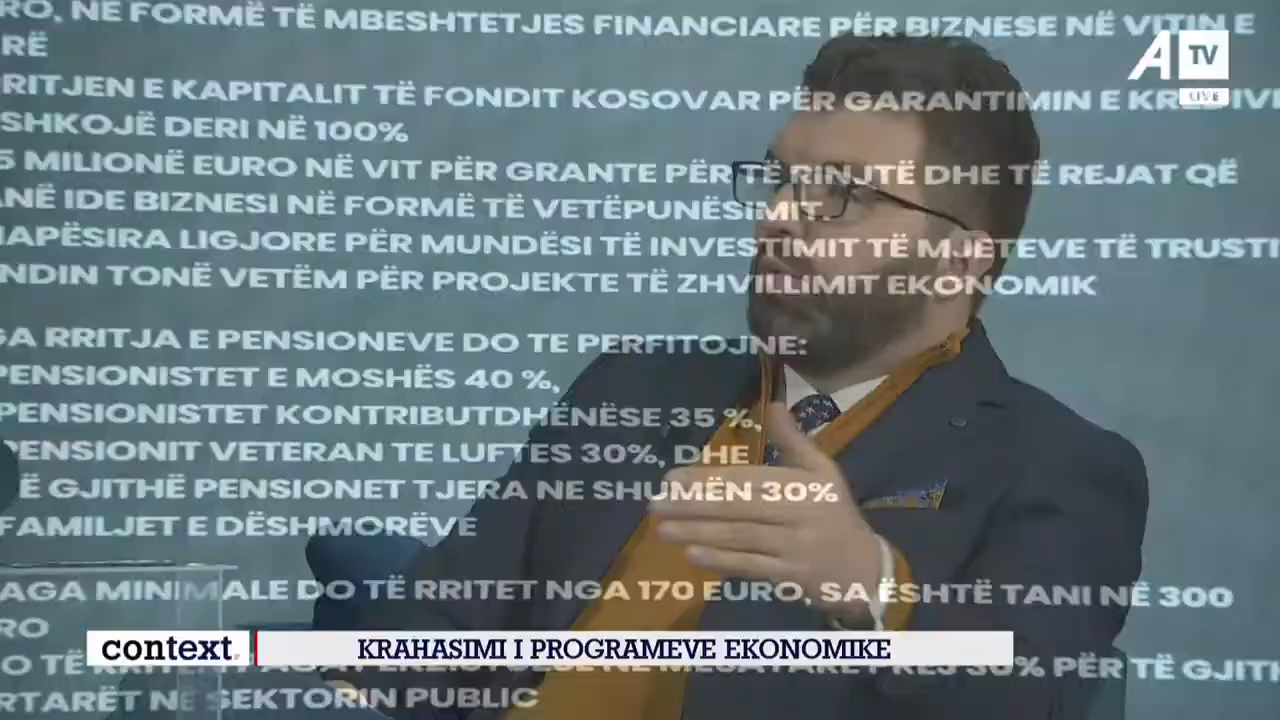 RO, NË FORMË TË MBESHTETJES FINANCIARE PËR BIZNESE NË VITIN E
RË
RRITJEN E KAPITALIT TË FONDIT KOSOVAR PËR GARANTIMIN E
SHKOJË DERI NË 100%
5 MILIONË EURO NË VIT PËR GRANTE PËR TË RINJTË DHE TË REJAT QË
ANË IDE BIZNESI NË FORMË TË VETËPUNËSIMIT.
HAPËSIRA LIGJORE PËR MUNDËSI TË INVESTIMIT TË MJETEVE TË TRUSTI
NDIN TONË VETËM PËR PROJEKTE TË ZHVILLIMIT EKONOMIK
GA RRITJA E PENSIONEVE DO TE PERFITOJNE:
PENSIONISTET E MOSHËS 40 %,
PENSIONISTET KONTRIBUTDHËNËSE 35 %,
PENSIONIT VETERAN TE LUFTES 30%, DHE
Ë GJITHË PENSIONET TJERA NE SHUMËN 30%
FAMILJET E DËSHMORËVE
AGA MINIMALE DO TË RRITET NGA 170 EURO, SA ËSHTË TANI NË 300
RO
30% PËR TË GJITH
RTARËT NË SEKTORIN PUBLIC
A TV
LIVE
context.
KRAHASIMI I PROGRAMEVE EKONOMIKE